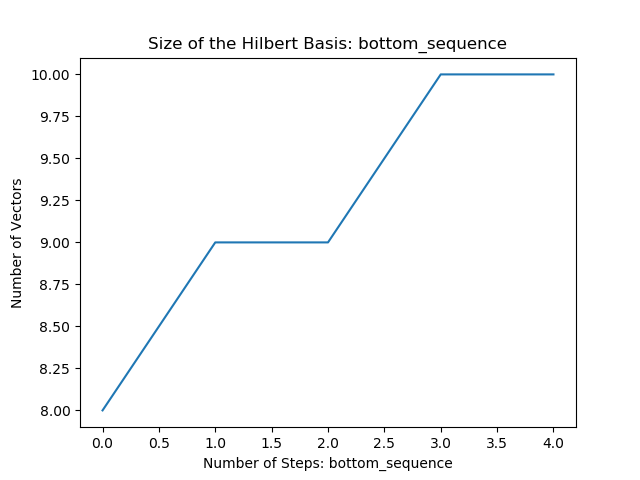 Size of the Hilbert Basis: bottom_sequence
Number of Vectors
10.00
9.75
9.50
9.25
9.00
8.75
8.50
8.25
8.00
0.0 0.5 1.0 1.5 2.0 2.5 3.0 3.5 4.0
Number of Steps: bottom_sequence